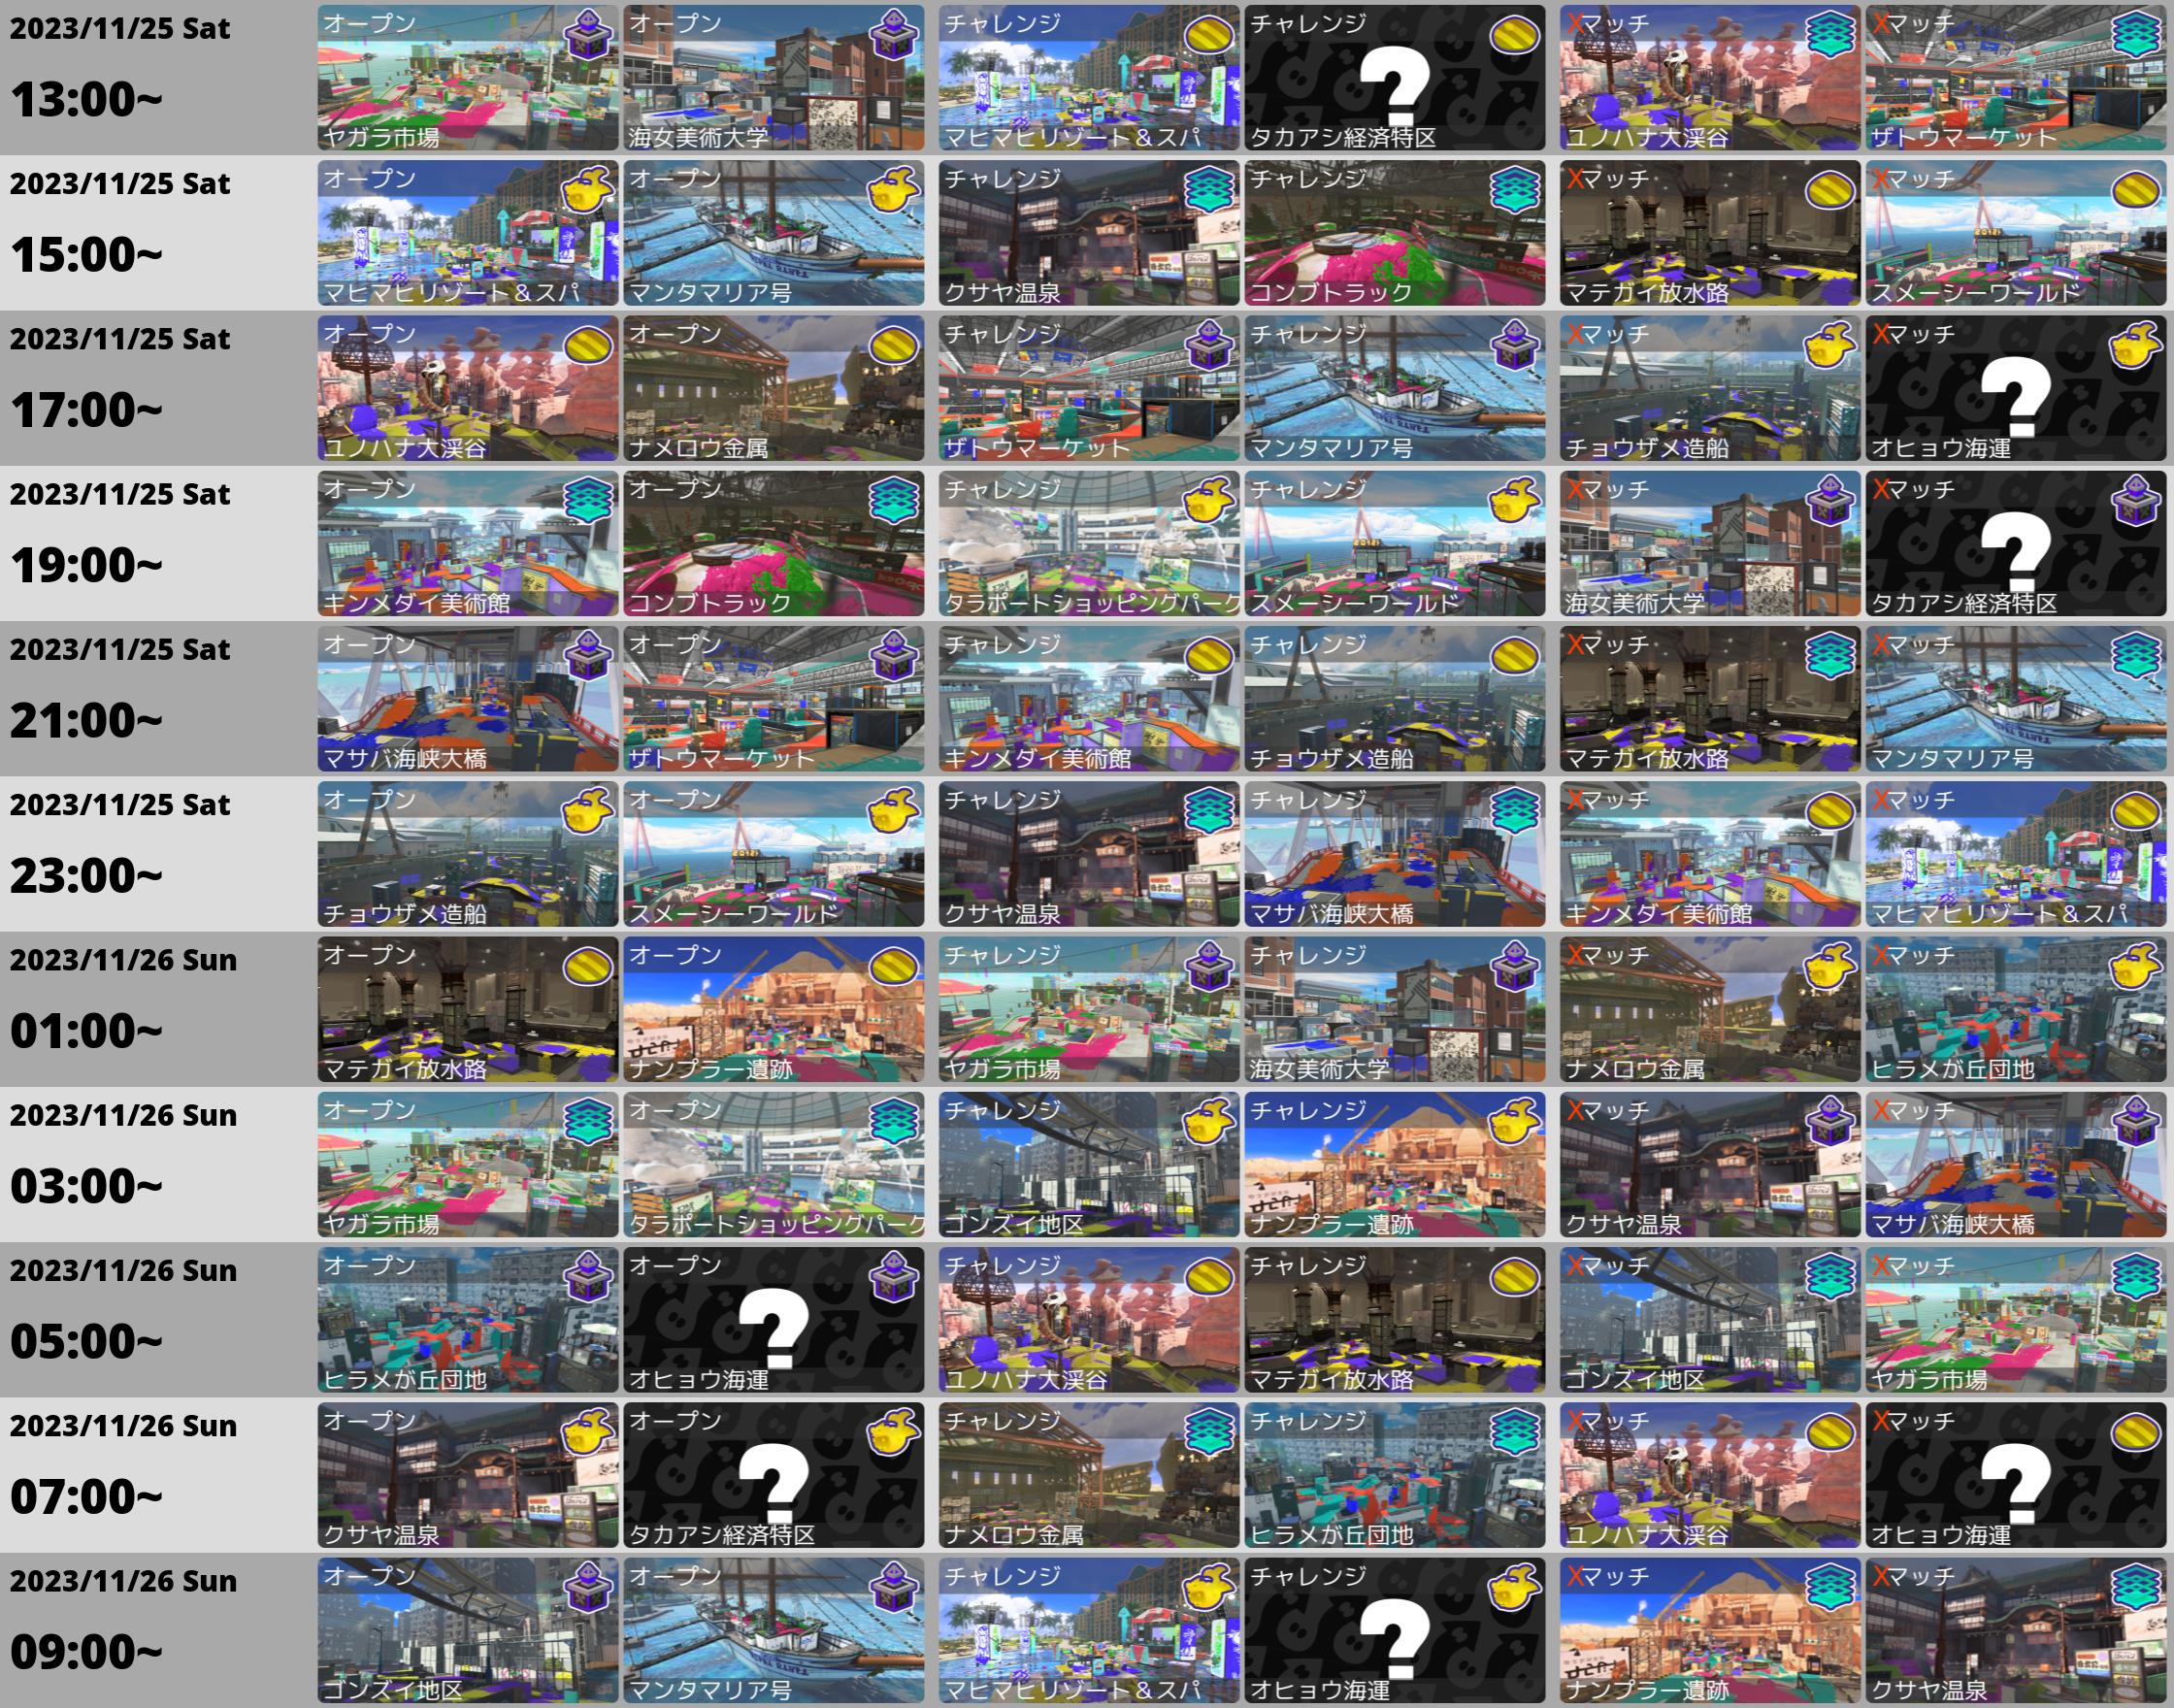 2023/11/25 Sat
13:00~
オープン オープン チャレンジ チャレンジ Xマッチ Xマッチ
ヤガラ市場 海女美術大学 マヒマヒリゾート＆スパ タカアシ経済特区 ユノハナ大渓谷 ザトウマーケット
2023/11/25 Sat
15:00~
オープン オープン チャレンジ チャレンジ Xマッチ Xマッチ
マヒマヒリゾート＆スパ マンタマリア号 クサヤ温泉 コンブトラック マテガイ放水路 スメーシーワールド
2023/11/25 Sat
17:00~
オープン オープン チャレンジ チャレンジ Xマッチ Xマッチ
ユノハナ大渓谷 ナメロウ金属 ザトウマーケット マンタマリア号 チョウザメ造船 オヒョウ海運
2023/11/25 Sat
19:00~
オープン オープン チャレンジ チャレンジ Xマッチ Xマッチ
キンメダイ美術館 コンブトラック タラポートショッピングパーク スメーシーワールド 海女美術大学 タカアシ経済特区
2023/11/25 Sat
21:00~
オープン オープン チャレンジ チャレンジ Xマッチ Xマッチ
マサバ海峡大橋 ザトウマーケット キンメダイ美術館 チョウザメ造船 マテガイ放水路 マンタマリア号
2023/11/25 Sat
23:00~
オープン オープン チャレンジ チャレンジ Xマッチ Xマッチ
チョウザメ造船 スメーシーワールド クサヤ温泉 マサバ海峡大橋 キンメダイ美術館 マヒマヒリゾート＆スパ
2023/11/26 Sun
01:00~
オープン オープン チャレンジ チャレンジ Xマッチ Xマッチ
マテガイ放水路 ナンプラー遺跡 ヤガラ市場 海女美術大学 ナメロウ金属 ヒラメが丘団地
2023/11/26 Sun
03:00~
オープン オープン チャレンジ チャレンジ Xマッチ Xマッチ
ヤガラ市場 タラポートショッピングパーク ゴンズイ地区 ナンプラー遺跡 クサヤ温泉 マサバ海峡大橋
2023/11/26 Sun
05:00~
オープン オープン チャレンジ チャレンジ Xマッチ Xマッチ
ヒラメが丘団地 オヒョウ海運 ユノハナ大渓谷 マテガイ放水路 ゴンズイ地区 ヤガラ市場
2023/11/26 Sun
07:00~
オープン オープン チャレンジ チャレンジ Xマッチ Xマッチ
クサヤ温泉 タカアシ経済特区 ナメロウ金属 ヒラメが丘団地 ユノハナ大渓谷 オヒョウ海運
2023/11/26 Sun
09:00~
オープン オープン チャレンジ チャレンジ Xマッチ Xマッチ
ゴンズイ地区 マンタマリア号 マヒマヒリゾート＆スパ オヒョウ海運 ナンプラー遺跡 クサヤ温泉